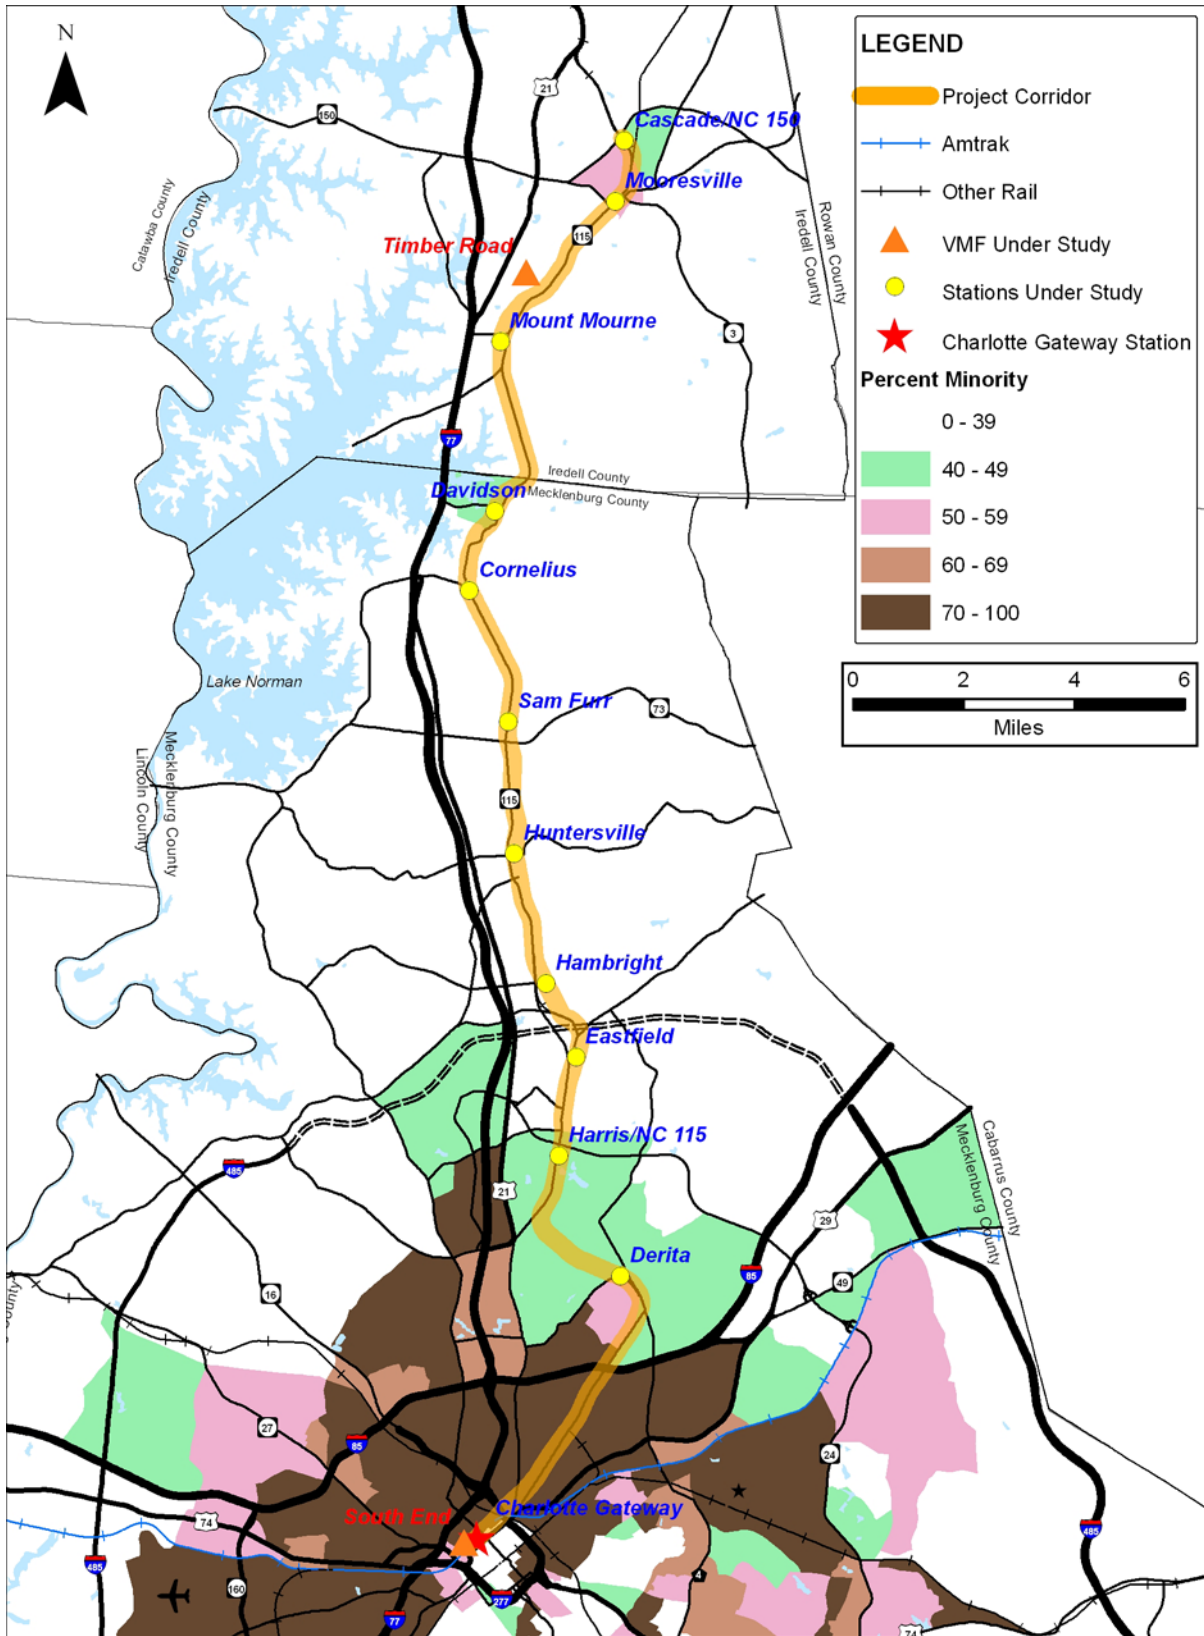 N
LEGEND
Project Corridor
Amtrak
Other Rail
VMF Under Study
Stations Under Study
Charlotte Gateway Station
Percent Minority
0 - 39
40 - 49
50 - 59
60 - 69
70 - 100
0 2 4 6
Miles
21
150
Cascade/NC 150
Mooresville
Catawba County
Iredell County
Rowan County
Iredell County
Timber Road
115
3
Mount Mourne
77
Iredell County
Mecklenburg County
Davidson
Cornelius
Lake Norman
Sam Furr
73
Mecklenburg County
Lincoln County
115
Huntersville
Hambright
Eastfield
Harris/NC 115
Cabarrus County
Mecklenburg County
485
21
29
Derita
85
49
16
County
27
85
24
South End
Charlotte Gateway
74
485
485
160
77
277
4
74